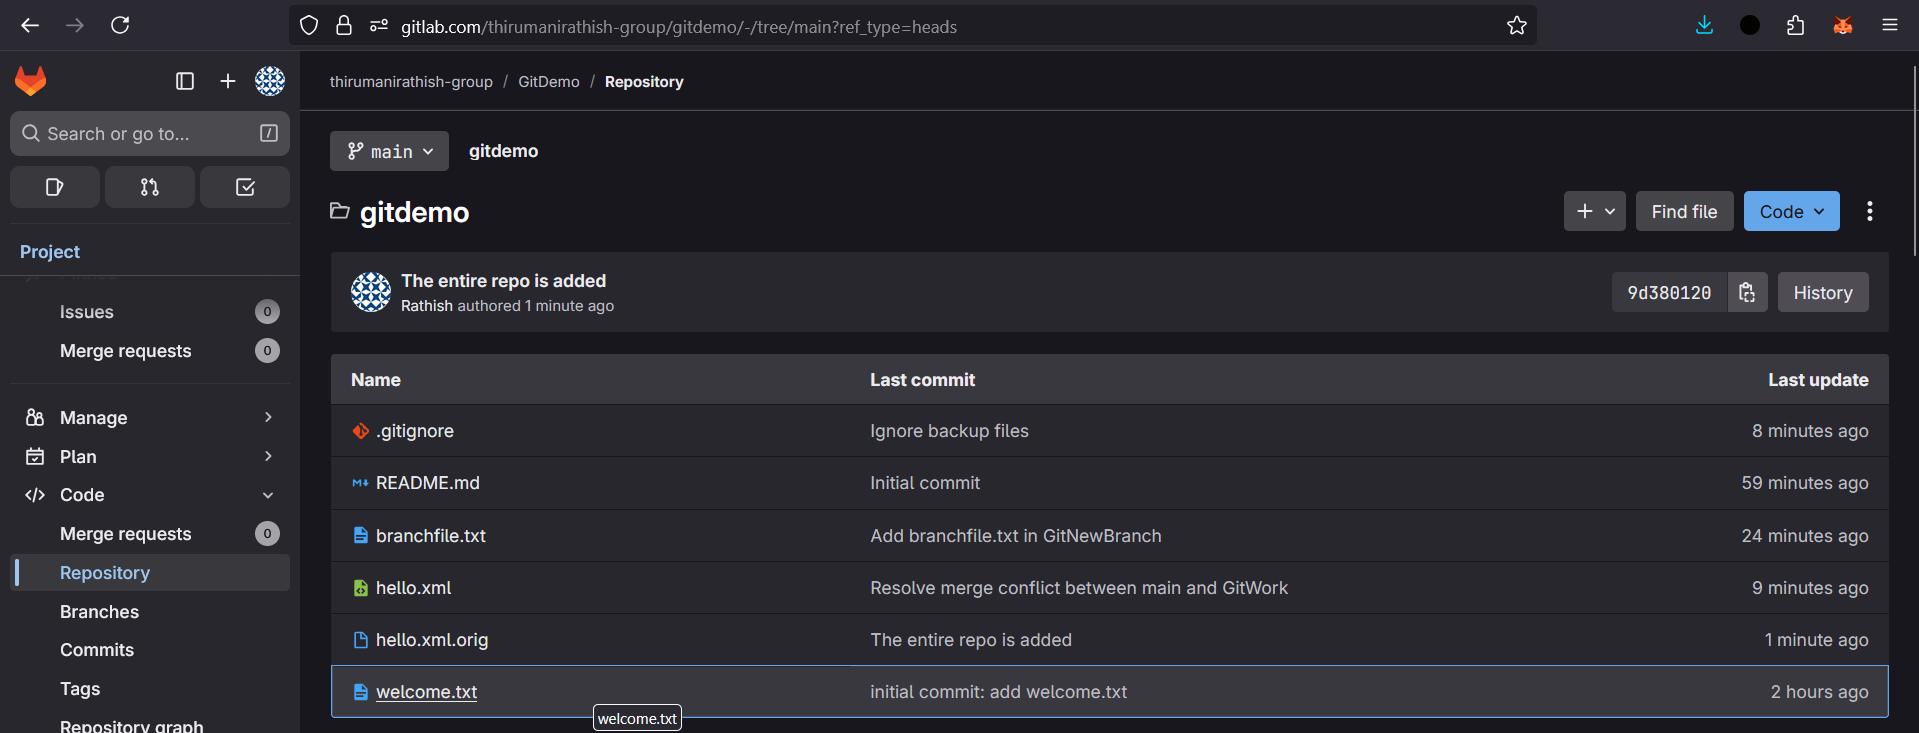 gitlab.com/thirumanirathish-group/gitdemo/-/tree/main?ref_type=heads
thirumanirathish-group / GitDemo / Repository
Search or go to... /
main gitdemo
gitdemo
Find file Code
Project
The entire repo is added
Rathish authored 1 minute ago
9d380120 History
Issues 0
Merge requests 0
Manage
Plan
Code
Merge requests 0
Repository
Branches
Commits
Tags
Repository graph
Name Last commit Last update
.gitignore Ignore backup files 8 minutes ago
README.md Initial commit 59 minutes ago
branchfile.txt Add branchfile.txt in GitNewBranch 24 minutes ago
hello.xml Resolve merge conflict between main and GitWork 9 minutes ago
hello.xml.orig The entire repo is added 1 minute ago
welcome.txt initial commit: add welcome.txt 2 hours ago
welcome.txt